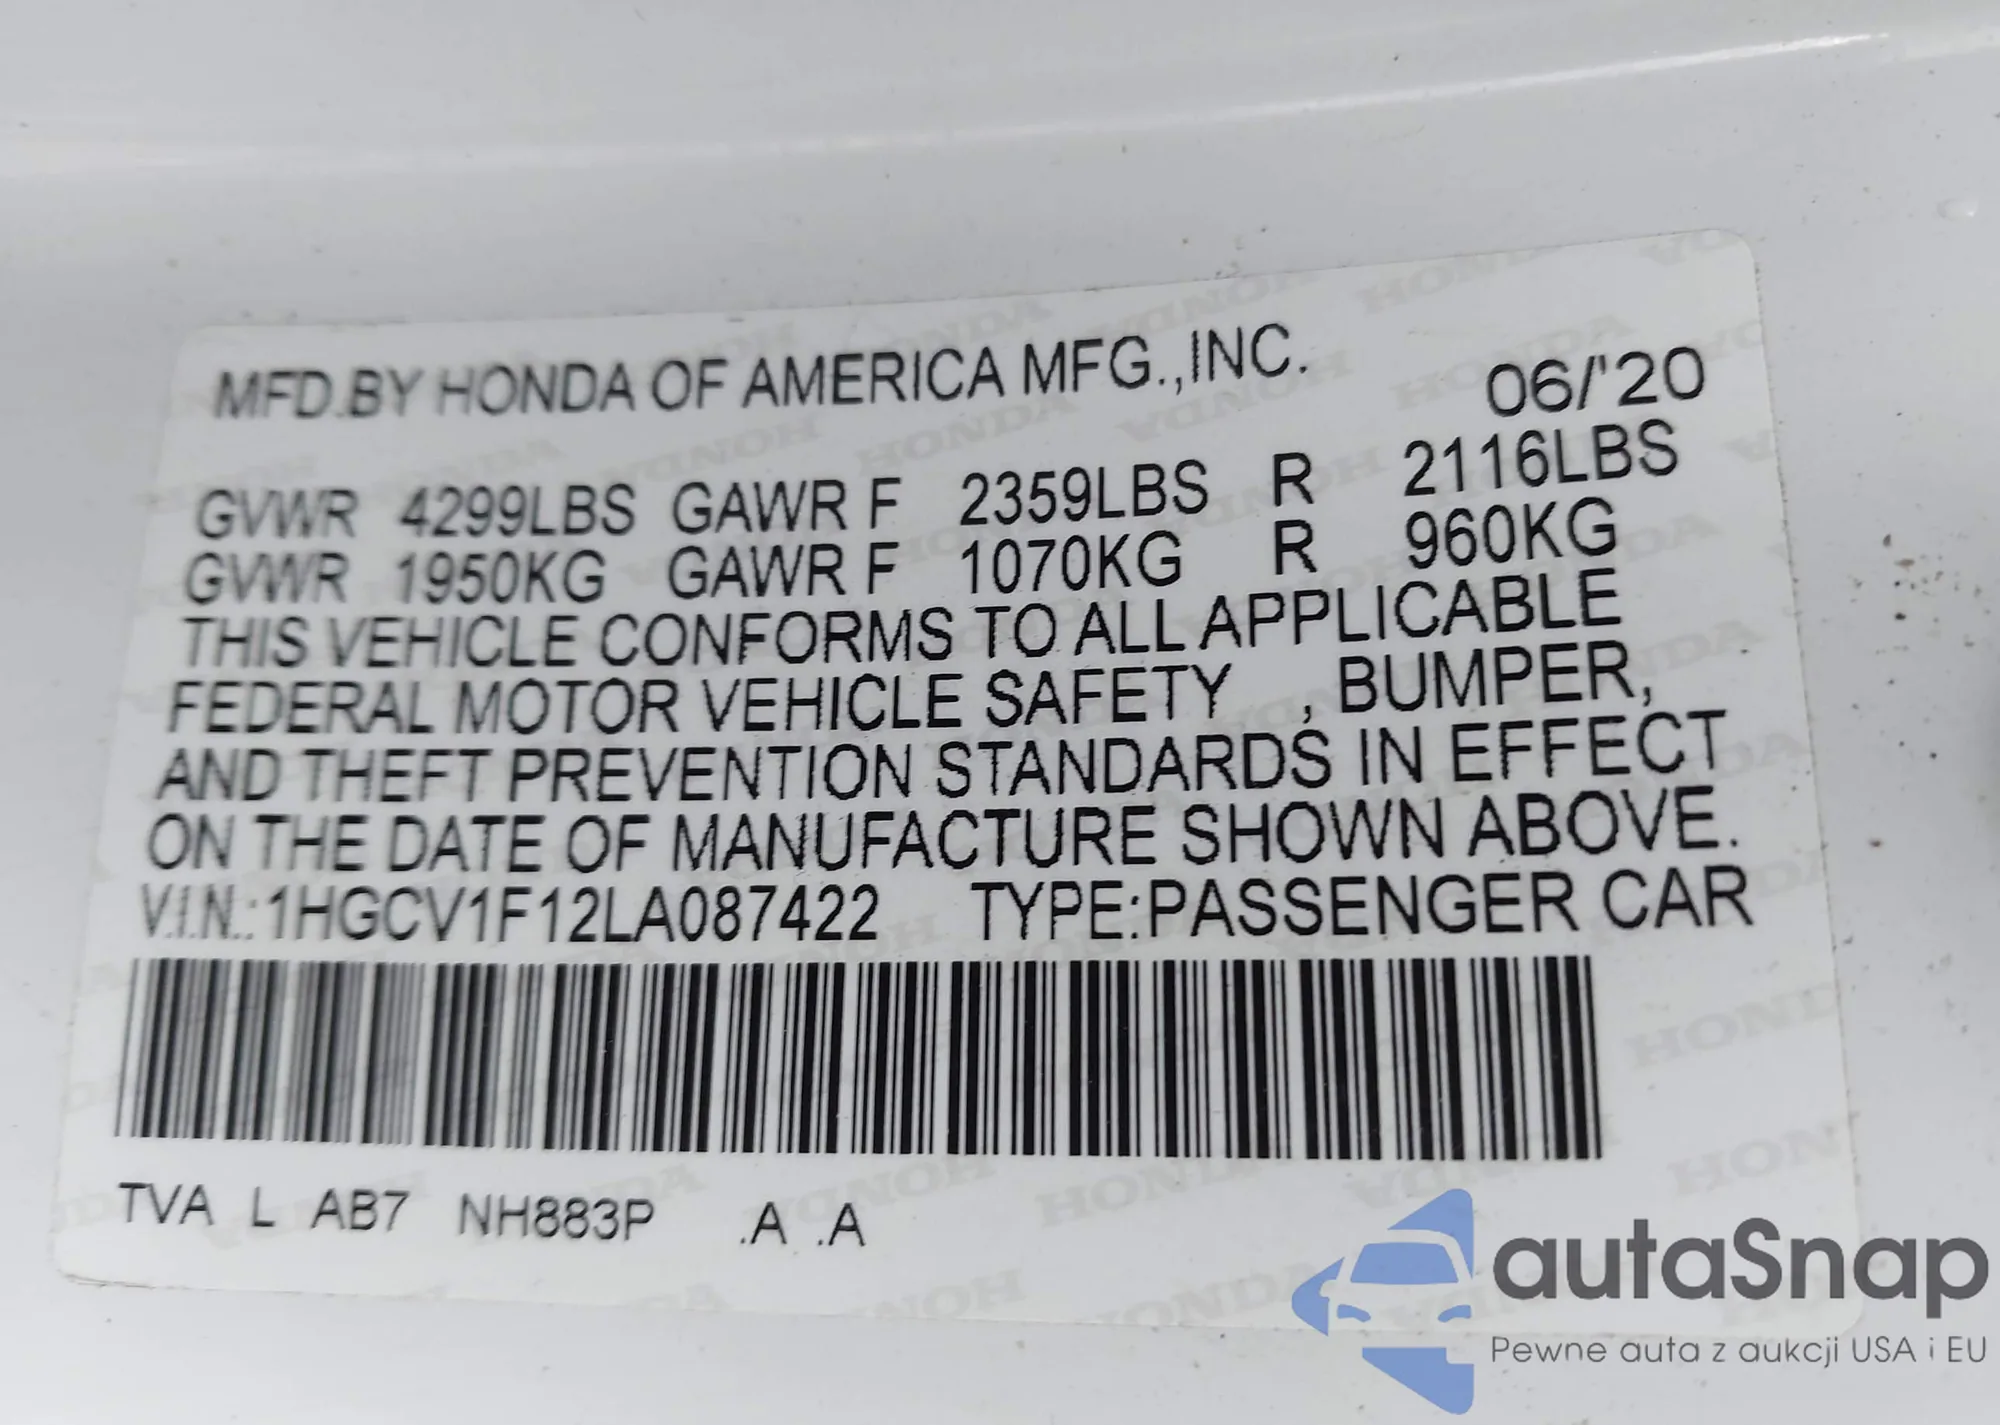 MFD.BY HONDA OF AMERICA MFG.,INC. 06/'20
GVWR 4299LBS GAWR F 2359LBS R 2116LBS
GVWR 1950KG GAWR F 1070KG R 960KG
THIS VEHICLE CONFORMS TO ALL APPLICABLE
FEDERAL MOTOR VEHICLE SAFETY , BUMPER,
AND THEFT PREVENTION STANDARDS IN EFFECT
ON THE DATE OF MANUFACTURE SHOWN ABOVE.
V.I.N.:1HGCV1F12LA087422 TYPE:PASSENGER CAR
TVA L AB7 NH883P .A .A
autaSnap
Pewne auta z aukcji USA i EU